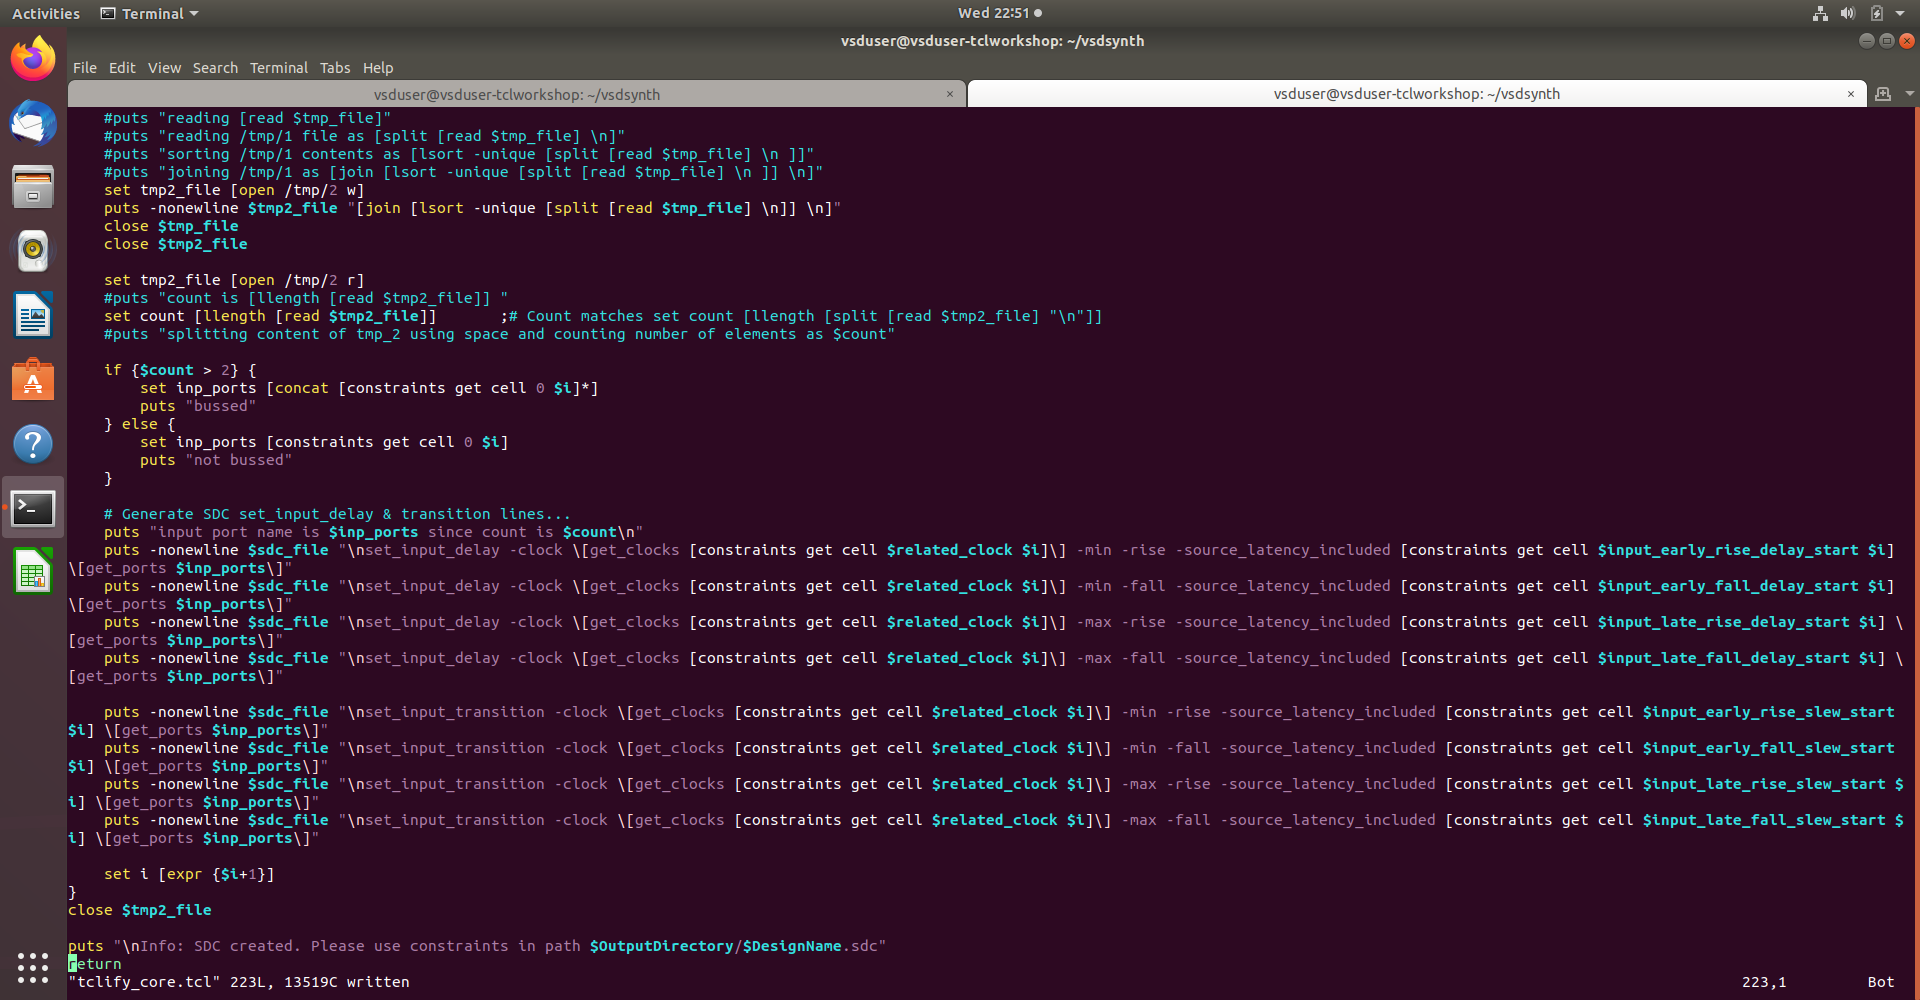 Activities Terminal Wed 22:51
vsduser@vsduser-tclworkshop: ~/vsdsynth
File Edit View Search Terminal Tabs Help
vsduser@vsduser-tclworkshop: ~/vsdsynth × vsduser@vsduser-tclworkshop: ~/vsdsynth ×
    #puts "reading [read $tmp_file]"
    #puts "reading /tmp/1 file as [split [read $tmp_file] \n]"
    #puts "sorting /tmp/1 contents as [lsort -unique [split [read $tmp_file] \n ]]"
    #puts "joining /tmp/1 as [join [lsort -unique [split [read $tmp_file] \n ]] \n]"
    set tmp2_file [open /tmp/2 w]
    puts -nonewline $tmp2_file "[join [lsort -unique [split [read $tmp_file] \n]] \n]"
    close $tmp_file
    close $tmp2_file
    set tmp2_file [open /tmp/2 r]
    #puts "count is [llength [read $tmp2_file]] "
    set count [llength [read $tmp2_file]]       ;# Count matches set count [llength [split [read $tmp2_file] "\n"]]
    #puts "splitting content of tmp_2 using space and counting number of elements as $count"
    if {$count > 2} {
        set inp_ports [concat [constraints get cell 0 $i]*]
        puts "bussed"
    } else {
        set inp_ports [constraints get cell 0 $i]
        puts "not bussed"
    }
    # Generate SDC set_input_delay & transition lines...
    puts "input port name is $inp_ports since count is $count\n"
    puts -nonewline $sdc_file "\nset_input_delay -clock \[get_clocks [constraints get cell $related_clock $i]\] -min -rise -source_latency_included [constraints get cell $input_early_rise_delay_start $i]
\[get_ports $inp_ports\]"
    puts -nonewline $sdc_file "\nset_input_delay -clock \[get_clocks [constraints get cell $related_clock $i]\] -min -fall -source_latency_included [constraints get cell $input_early_fall_delay_start $i]
\[get_ports $inp_ports\]"
    puts -nonewline $sdc_file "\nset_input_delay -clock \[get_clocks [constraints get cell $related_clock $i]\] -max -rise -source_latency_included [constraints get cell $input_late_rise_delay_start $i] \
[get_ports $inp_ports\]"
    puts -nonewline $sdc_file "\nset_input_delay -clock \[get_clocks [constraints get cell $related_clock $i]\] -max -fall -source_latency_included [constraints get cell $input_late_fall_delay_start $i] \
[get_ports $inp_ports\]"
    puts -nonewline $sdc_file "\nset_input_transition -clock \[get_clocks [constraints get cell $related_clock $i]\] -min -rise -source_latency_included [constraints get cell $input_early_rise_slew_start
$i] \[get_ports $inp_ports\]"
    puts -nonewline $sdc_file "\nset_input_transition -clock \[get_clocks [constraints get cell $related_clock $i]\] -min -fall -source_latency_included [constraints get cell $input_early_fall_slew_start
$i] \[get_ports $inp_ports\]"
    puts -nonewline $sdc_file "\nset_input_transition -clock \[get_clocks [constraints get cell $related_clock $i]\] -max -rise -source_latency_included [constraints get cell $input_late_rise_slew_start $
i] \[get_ports $inp_ports\]"
    puts -nonewline $sdc_file "\nset_input_transition -clock \[get_clocks [constraints get cell $related_clock $i]\] -max -fall -source_latency_included [constraints get cell $input_late_fall_slew_start $
i] \[get_ports $inp_ports\]"
    set i [expr {$i+1}]
}
close $tmp2_file
puts "\nInfo: SDC created. Please use constraints in path $OutputDirectory/$DesignName.sdc"
return
"tclify_core.tcl" 223L, 13519C written 223,1 Bot